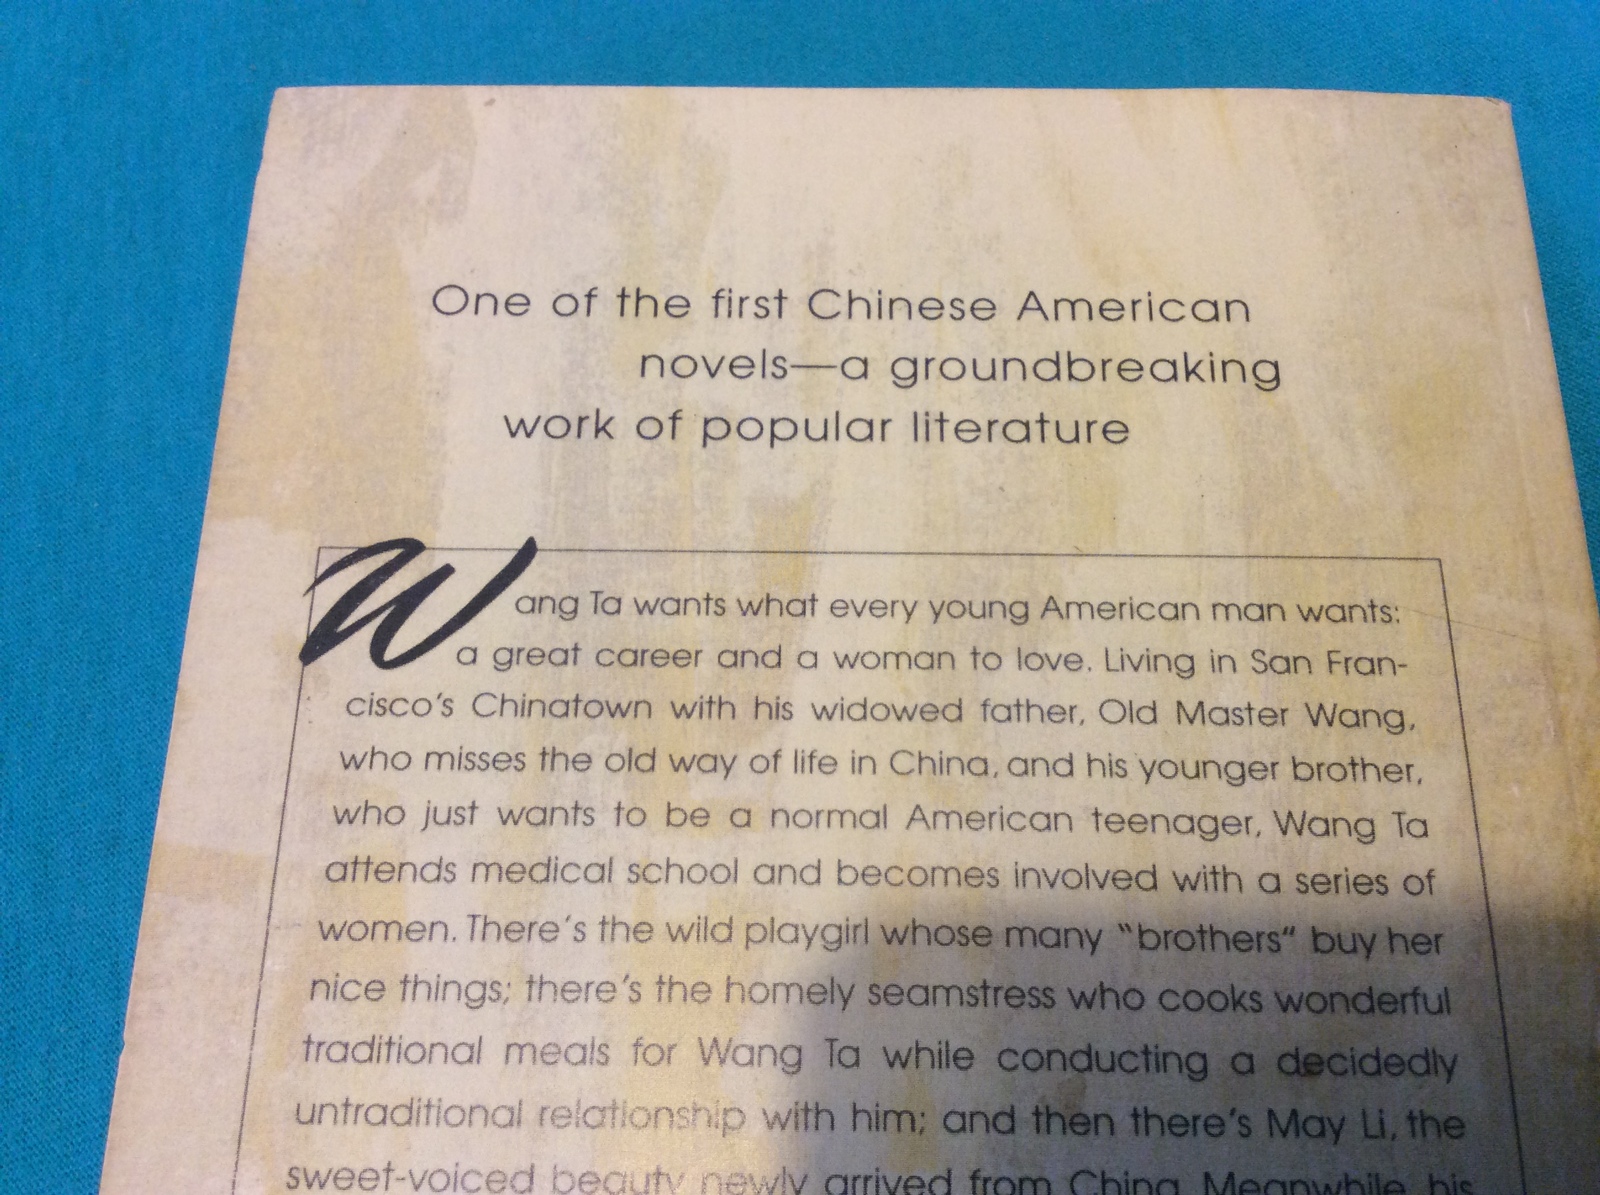 One of the first Chinese American
novels—a groundbreaking
work of popular literature
Wang Ta wants what every young American man wants:
a great career and a woman to love. Living in San Fran-
cisco's Chinatown with his widowed father, Old Master Wang,
who misses the old way of life in China, and his younger brother,
who just wants to be a normal American teenager, Wang Ta
attends medical school and becomes involved with a series of
women. There's the wild playgirl whose many "brothers" buy her
nice things; there's the homely seamstress who cooks wonderful
traditional meals for Wang Ta while conducting a decidedly
untraditional relationship with him; and then there's May Li, the
sweet-voiced beauty newly arrived from China. Meanwhile, his